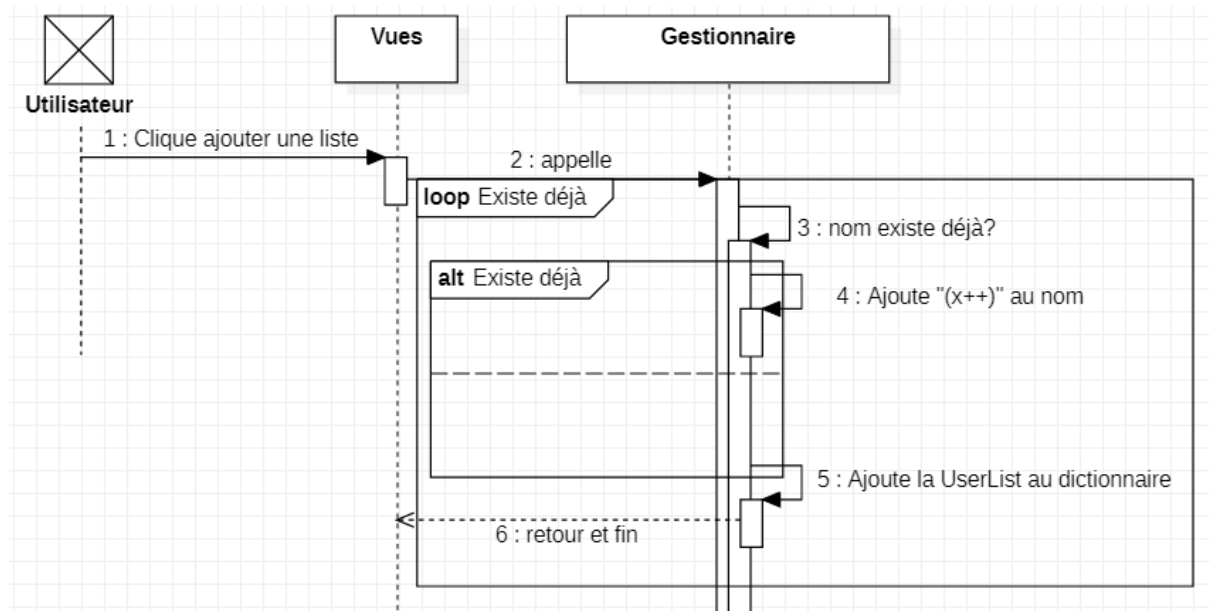 Vues
Gestionnaire
Utilisateur
1 : Clique ajouter une liste
2 : appelle
loop Existe déjà
3 : nom existe déjà?
alt Existe déjà
4 : Ajoute "(x++)" au nom
5 : Ajoute la UserList au dictionnaire
6 : retour et fin